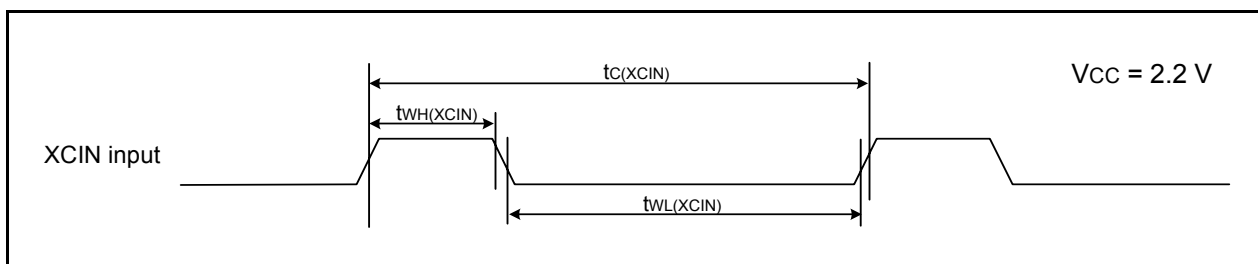 tC(XCIN)
VCC = 2.2 V
tWH(XCIN)
XCIN input
tWL(XCIN)